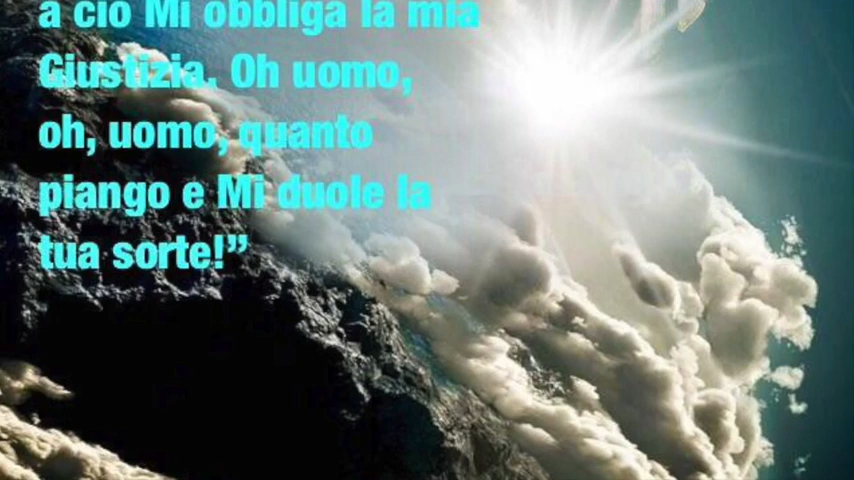 a ciò Mi obbliga la mia
Giustizia. Oh uomo,
oh, uomo, quanto
piango e Mi duole la
tua sorte!”